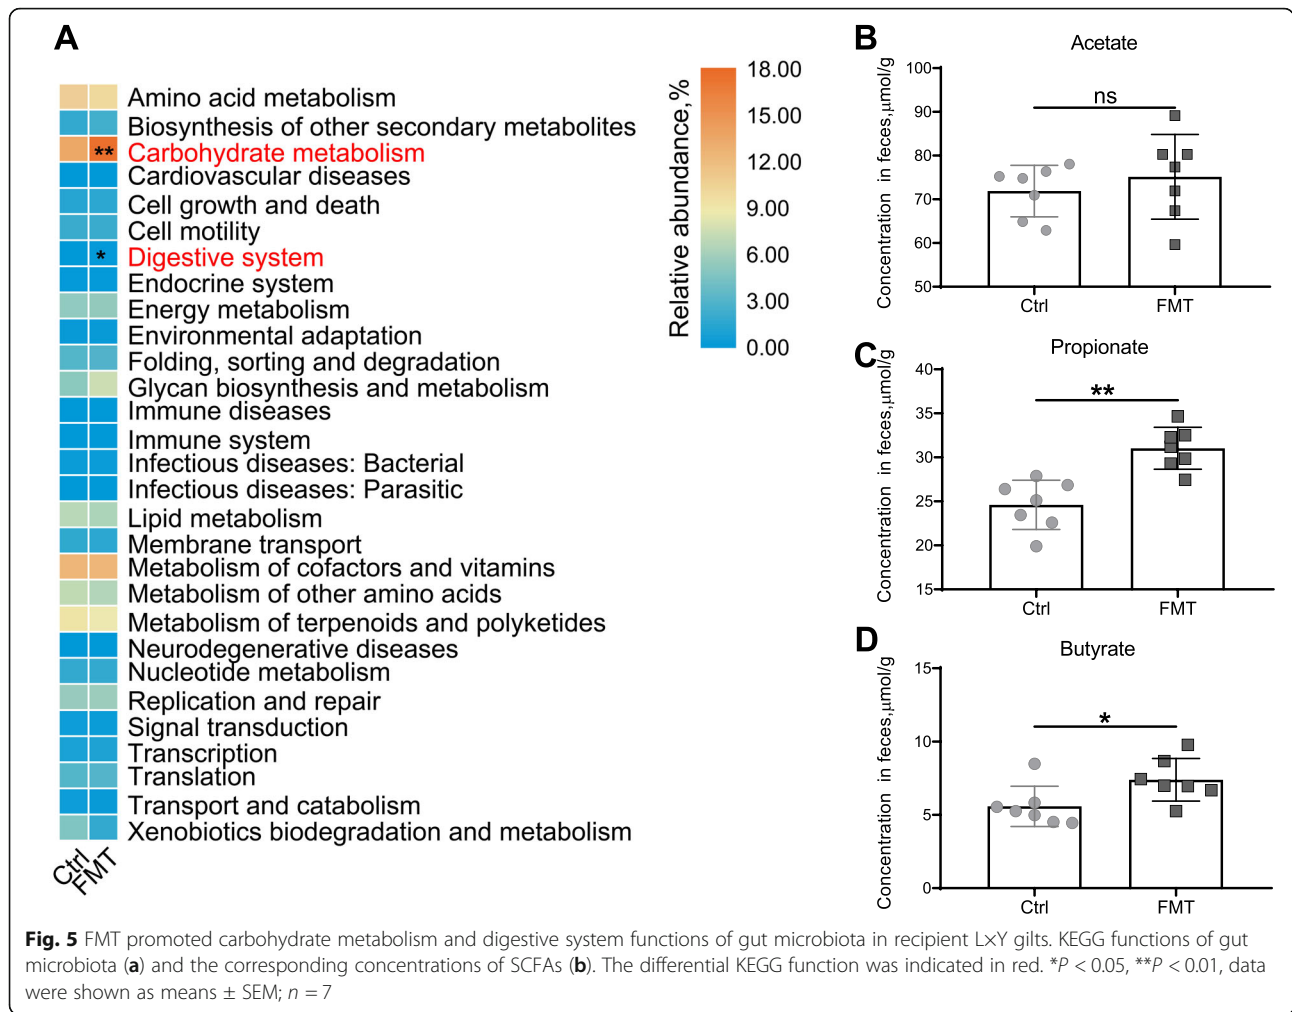 A
Amino acid metabolism
Biosynthesis of other secondary metabolites
** Carbohydrate metabolism
Cardiovascular diseases
Cell growth and death
Cell motility
* Digestive system
Endocrine system
Energy metabolism
Environmental adaptation
Folding, sorting and degradation
Glycan biosynthesis and metabolism
Immune diseases
Immune system
Infectious diseases: Bacterial
Infectious diseases: Parasitic
Lipid metabolism
Membrane transport
Metabolism of cofactors and vitamins
Metabolism of other amino acids
Metabolism of terpenoids and polyketides
Neurodegenerative diseases
Nucleotide metabolism
Replication and repair
Signal transduction
Transcription
Translation
Transport and catabolism
Xenobiotics biodegradation and metabolism
Ctrl
FMT
Relative abundance,%
18.00
15.00
12.00
9.00
6.00
3.00
0.00
B
Acetate
Concentration in feces,μmol/g
100
90
80
70
60
50
ns
Ctrl
FMT
C
Propionate
Concentration in feces,μmol/g
40
35
30
25
20
15
**
Ctrl
FMT
D
Butyrate
Concentration in feces,μmol/g
15
10
5
0
*
Ctrl
FMT
Fig. 5 FMT promoted carbohydrate metabolism and digestive system functions of gut microbiota in recipient L×Y gilts. KEGG functions of gut
microbiota (a) and the corresponding concentrations of SCFAs (b). The differential KEGG function was indicated in red. *P < 0.05, **P < 0.01, data
were shown as means ± SEM; n = 7